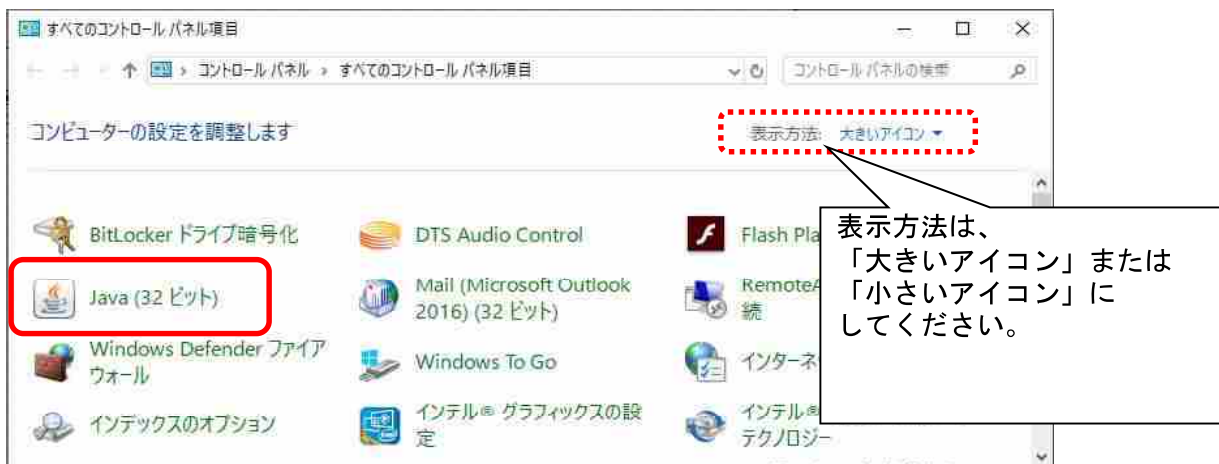 すべてのコントロール パネル項目
コントロール パネル › すべてのコントロール パネル項目
コントロール パネルの検索
コンピューターの設定を調整します
表示方法: 大きいアイコン
BitLocker ドライブ暗号化
DTS Audio Control
Flash Pla
Java (32 ビット)
Mail (Microsoft Outlook
2016) (32 ビット)
RemoteA
続
Windows Defender ファイア
ウォール
Windows To Go
インターネ
インデックスのオプション
インテル® グラフィックスの設
定
インテル®
テクノロジー
表示方法は、
「大きいアイコン」または
「小さいアイコン」に
してください。